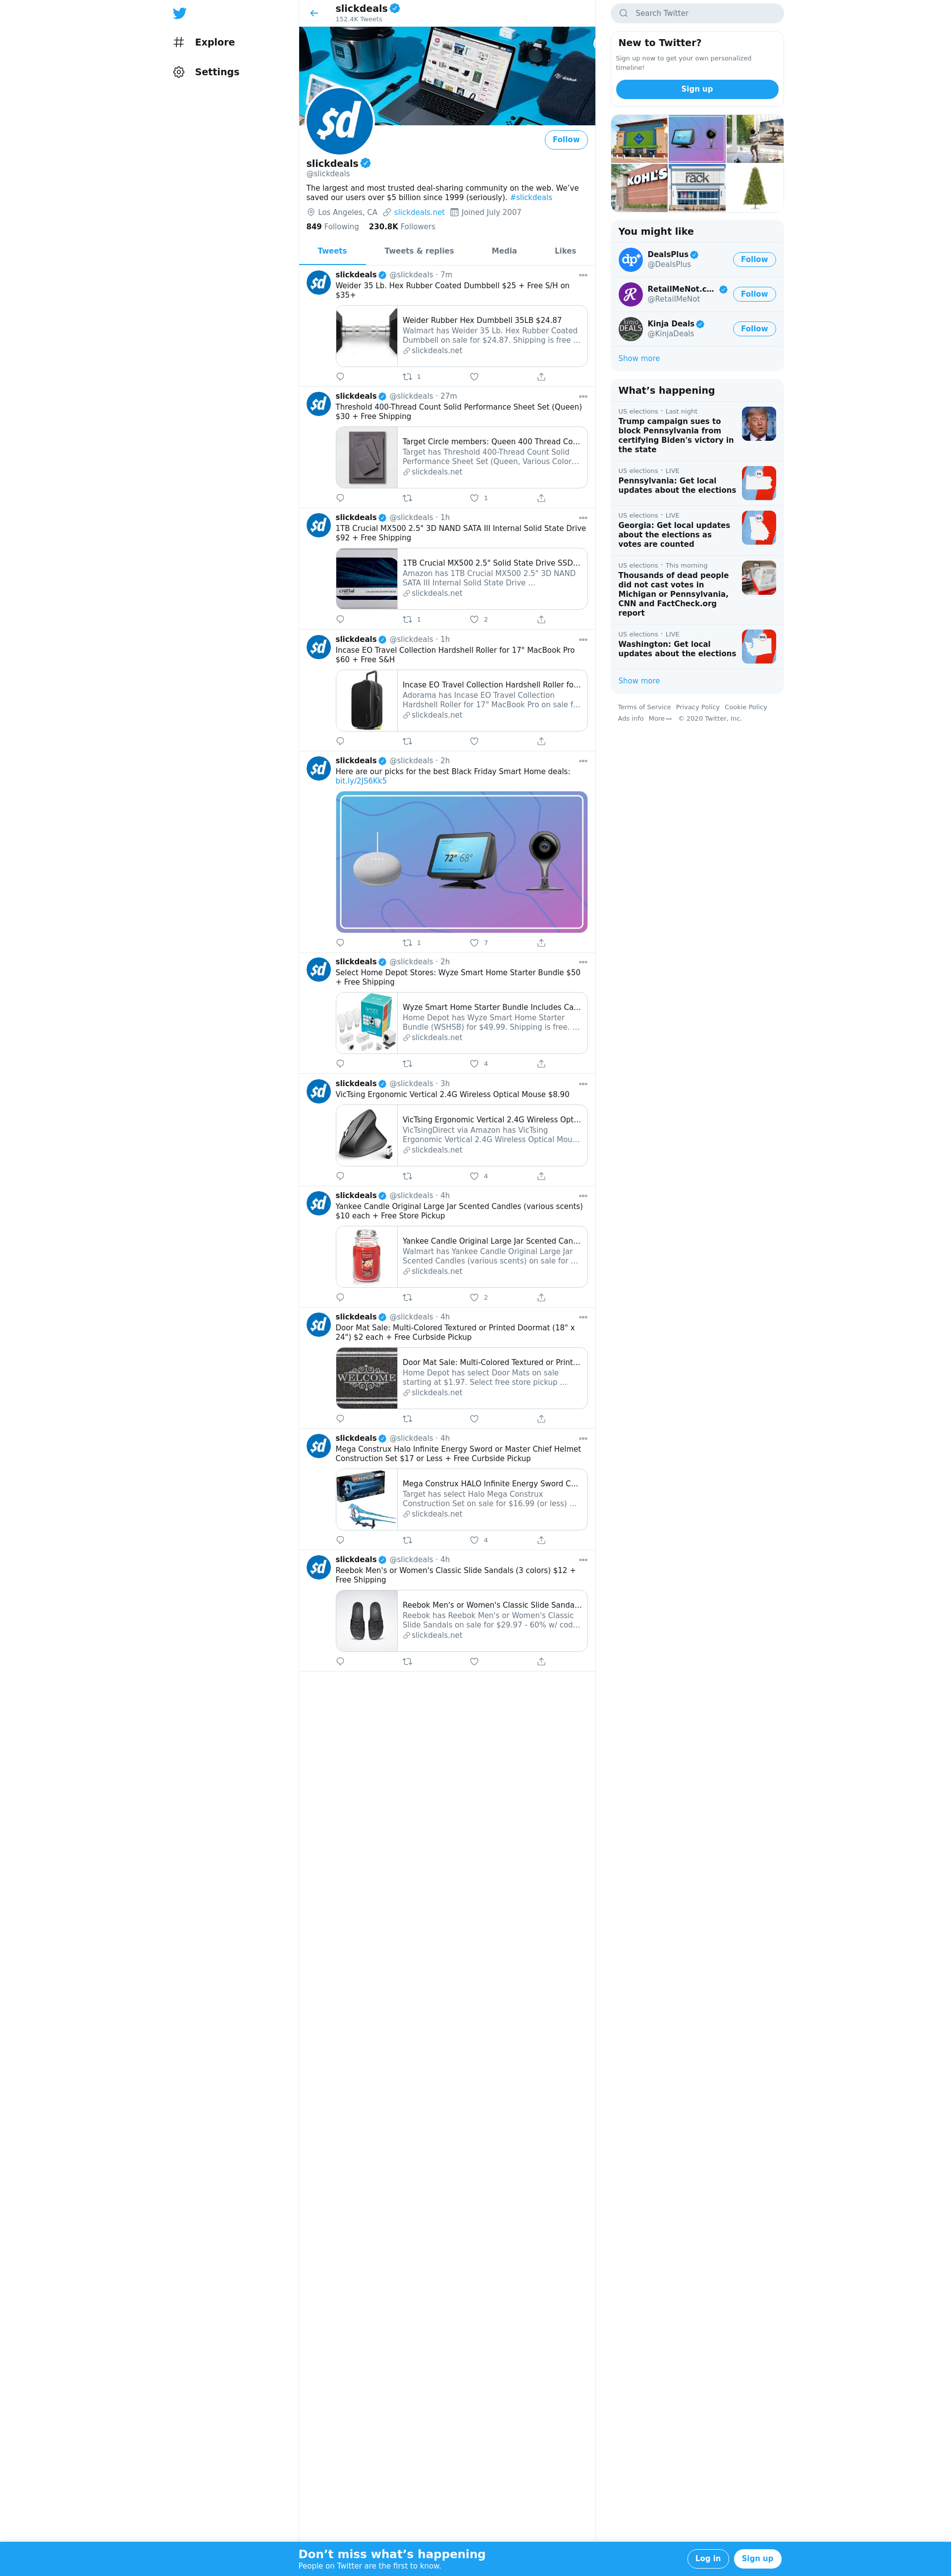 Explore
Settings
slickdeals
152.4K Tweets
$d
Follow
slickdeals
@slickdeals
The largest and most trusted deal-sharing community on the web. We’ve
saved our users over $5 billion since 1999 (seriously). #slickdeals
Los Angeles, CA slickdeals.net Joined July 2007
849 Following 230.8K Followers
Tweets Tweets & replies Media Likes
slickdeals @slickdeals · 7m
Weider 35 Lb. Hex Rubber Coated Dumbbell $25 + Free S/H on
$35+
Weider Rubber Hex Dumbbell 35LB $24.87
Walmart has Weider 35 Lb. Hex Rubber Coated
Dumbbell on sale for $24.87. Shipping is free ...
slickdeals.net
1
slickdeals @slickdeals · 27m
Threshold 400-Thread Count Solid Performance Sheet Set (Queen)
$30 + Free Shipping
Target Circle members: Queen 400 Thread Co...
Target has Threshold 400-Thread Count Solid
Performance Sheet Set (Queen, Various Color...
slickdeals.net
1
slickdeals @slickdeals · 1h
1TB Crucial MX500 2.5" 3D NAND SATA III Internal Solid State Drive
$92 + Free Shipping
1TB Crucial MX500 2.5" Solid State Drive SSD...
Amazon has 1TB Crucial MX500 2.5" 3D NAND
SATA III Internal Solid State Drive ...
slickdeals.net
crucial
1 2
slickdeals @slickdeals · 1h
Incase EO Travel Collection Hardshell Roller for 17" MacBook Pro
$60 + Free S&H
Incase EO Travel Collection Hardshell Roller fo...
Adorama has Incase EO Travel Collection
Hardshell Roller for 17" MacBook Pro on sale f...
slickdeals.net
slickdeals @slickdeals · 2h
Here are our picks for the best Black Friday Smart Home deals:
bit.ly/2JS6Kk5
72° 68°
1 7
slickdeals @slickdeals · 2h
Select Home Depot Stores: Wyze Smart Home Starter Bundle $50
+ Free Shipping
WYZE
Wyze Smart Home Starter Bundle Includes Ca...
Home Depot has Wyze Smart Home Starter
Bundle (WSHSB) for $49.99. Shipping is free. ...
slickdeals.net
4
slickdeals @slickdeals · 3h
VicTsing Ergonomic Vertical 2.4G Wireless Optical Mouse $8.90
VicTsing Ergonomic Vertical 2.4G Wireless Opt...
VicTsingDirect via Amazon has VicTsing
Ergonomic Vertical 2.4G Wireless Optical Mou...
slickdeals.net
4
slickdeals @slickdeals · 4h
Yankee Candle Original Large Jar Scented Candles (various scents)
$10 each + Free Store Pickup
Yankee Candle Original Large Jar Scented Can...
Walmart has Yankee Candle Original Large Jar
Scented Candles (various scents) on sale for ...
slickdeals.net
2
slickdeals @slickdeals · 4h
Door Mat Sale: Multi-Colored Textured or Printed Doormat (18" x
24") $2 each + Free Curbside Pickup
WELCOME
Door Mat Sale: Multi-Colored Textured or Print...
Home Depot has select Door Mats on sale
starting at $1.97. Select free store pickup ...
slickdeals.net
slickdeals @slickdeals · 4h
Mega Construx Halo Infinite Energy Sword or Master Chief Helmet
Construction Set $17 or Less + Free Curbside Pickup
Mega Construx HALO Infinite Energy Sword C...
Target has select Halo Mega Construx
Construction Set on sale for $16.99 (or less) ...
slickdeals.net
4
slickdeals @slickdeals · 4h
Reebok Men's or Women's Classic Slide Sandals (3 colors) $12 +
Free Shipping
Reebok Men's or Women's Classic Slide Sanda...
Reebok has Reebok Men's or Women's Classic
Slide Sandals on sale for $29.97 - 60% w/ cod...
slickdeals.net
Search Twitter
New to Twitter?
Sign up now to get your own personalized
timeline!
Sign up
KOHL'S
rack
You might like
DealsPlus
@DealsPlus
Follow
RetailMeNot.c...
@RetailMeNot
Follow
Kinja Deals
@KinjaDeals
Follow
Show more
What’s happening
US elections · Last night
Trump campaign sues to
block Pennsylvania from
certifying Biden's victory in
the state
US elections · LIVE
Pennsylvania: Get local
updates about the elections
US elections · LIVE
Georgia: Get local updates
about the elections as
votes are counted
US elections · This morning
Thousands of dead people
did not cast votes in
Michigan or Pennsylvania,
CNN and FactCheck.org
report
US elections · LIVE
Washington: Get local
updates about the elections
Show more
Terms of Service Privacy Policy Cookie Policy
Ads info More ··· © 2020 Twitter, Inc.
Don’t miss what’s happening
People on Twitter are the first to know.
Log in Sign up